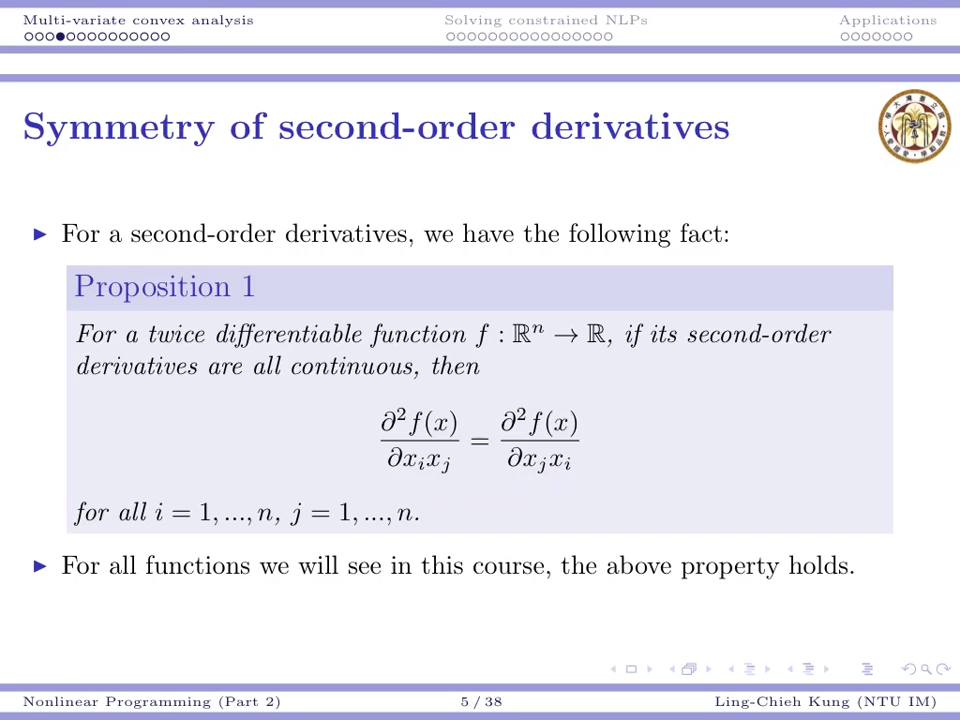 Multi-variate convex analysis Solving constrained NLPs Applications
Symmetry of second-order derivatives
For a second-order derivatives, we have the following fact:
Proposition 1
For a twice differentiable function f : ℝⁿ → ℝ, if its second-order
derivatives are all continuous, then
∂²f(x)/∂xᵢxⱼ = ∂²f(x)/∂xⱼxᵢ
for all i = 1, ..., n, j = 1, ..., n.
For all functions we will see in this course, the above property holds.
Nonlinear Programming (Part 2) 5 / 38 Ling-Chieh Kung (NTU IM)